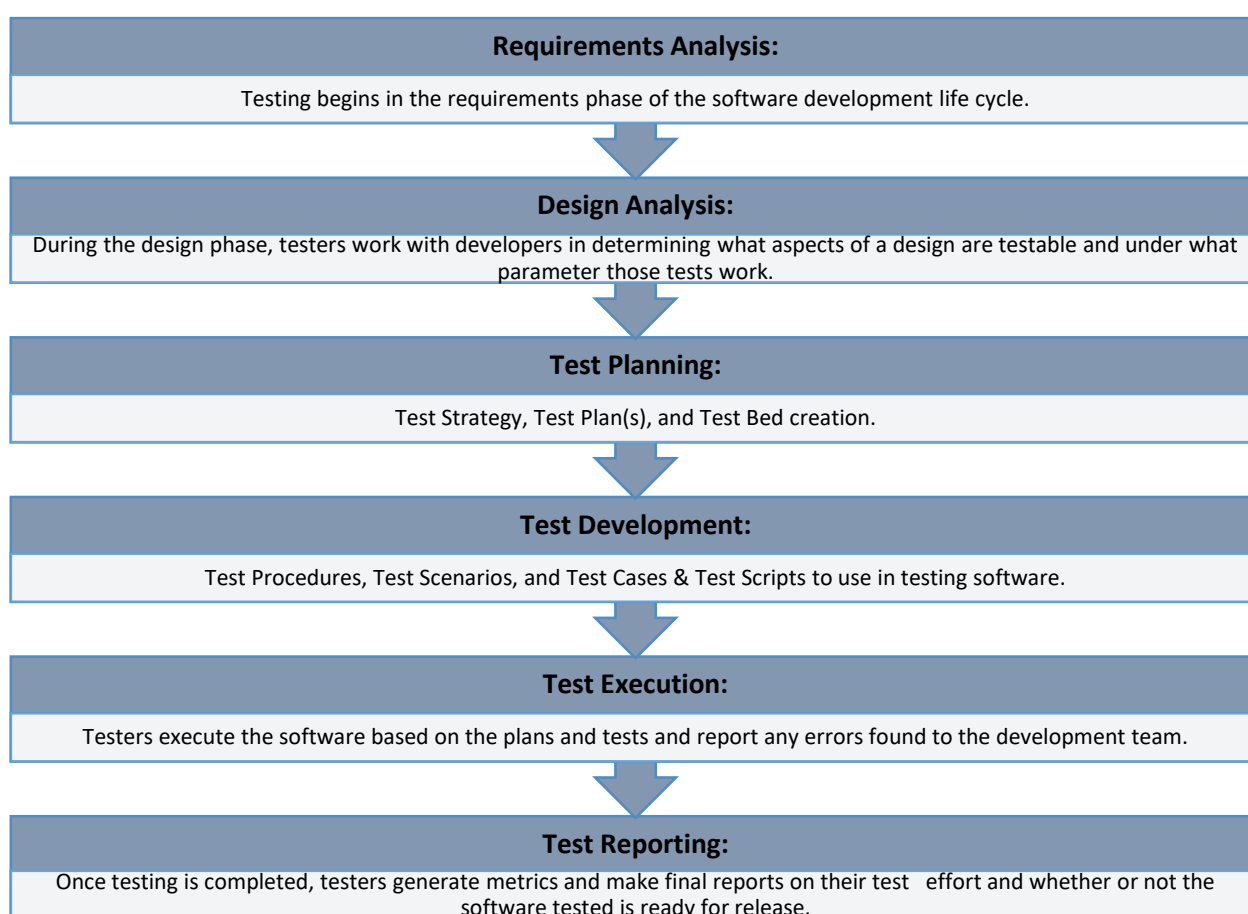 Requirements Analysis:
Testing begins in the requirements phase of the software development life cycle.
Design Analysis:
During the design phase, testers work with developers in determining what aspects of a design are testable and under what
parameter those tests work.
Test Planning:
Test Strategy, Test Plan(s), and Test Bed creation.
Test Development:
Test Procedures, Test Scenarios, and Test Cases & Test Scripts to use in testing software.
Test Execution:
Testers execute the software based on the plans and tests and report any errors found to the development team.
Test Reporting:
Once testing is completed, testers generate metrics and make final reports on their test effort and whether or not the
software tested is ready for release.